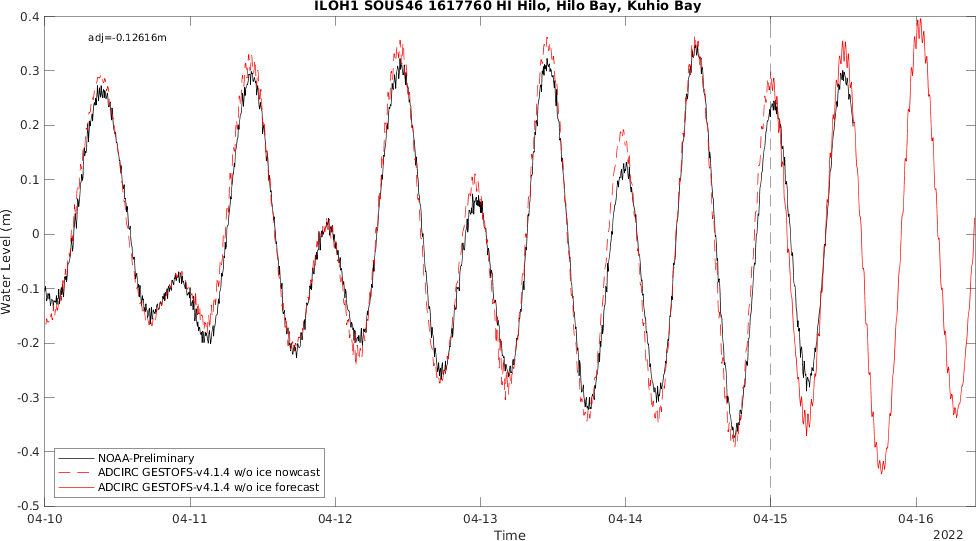 ILOH1 SOUS46 1617760 HI Hilo, Hilo Bay, Kuhio Bay
adj=-0.12616m
0.4
0.3
0.2
0.1
0
-0.1
-0.2
-0.3
-0.4
-0.5
Water Level (m)
NOAA-Preliminary
ADCIRC GESTOFS-v4.1.4 w/o ice nowcast
ADCIRC GESTOFS-v4.1.4 w/o ice forecast
04-10 04-11 04-12 04-13 04-14 04-15 04-16
Time
2022